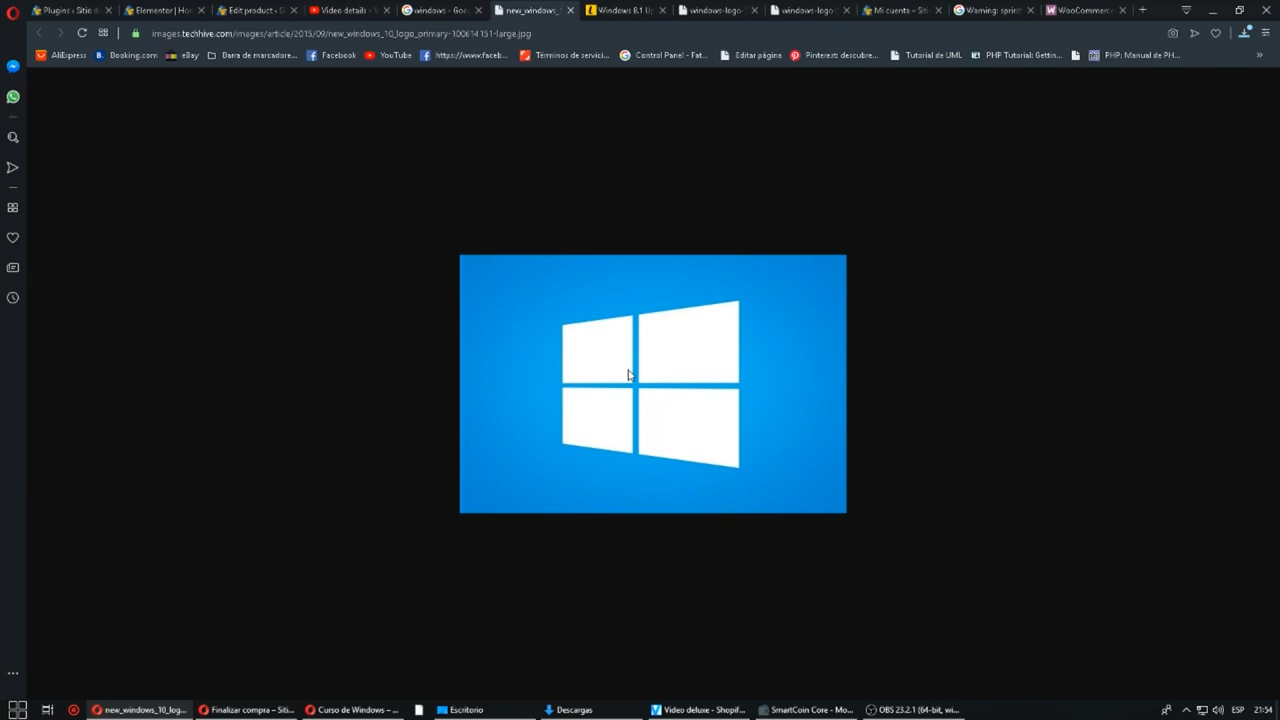 Plugins ‹ Sitio d
Elementor | Hor
Edit product ‹ S
Video details - V
windows - Goo
new_windows_
Windows 8.1 Up
windows-logo
windows-logo
Mi cuenta – Siti
Warning: sprint
WooCommerc
images.techhive.com/images/article/2015/09/new_windows_10_logo_primary-100614151-large.jpg
AliExpress
Booking.com
eBay
Barra de marcadore...
Facebook
YouTube
https://www.faceb...
Términos de servici...
Control Panel - Fat...
Editar página
Pinterest: descubre...
Tutorial de UML
PHP Tutorial: Gettin...
PHP: Manual de PH...
new_windows_10_log...
Finalizar compra – Siti...
Curso de Windows – ...
Escritorio
Descargas
Video deluxe - Shopif...
SmartCoin Core - Mo...
OBS 23.2.1 (64-bit, wi...
ESP
21:54